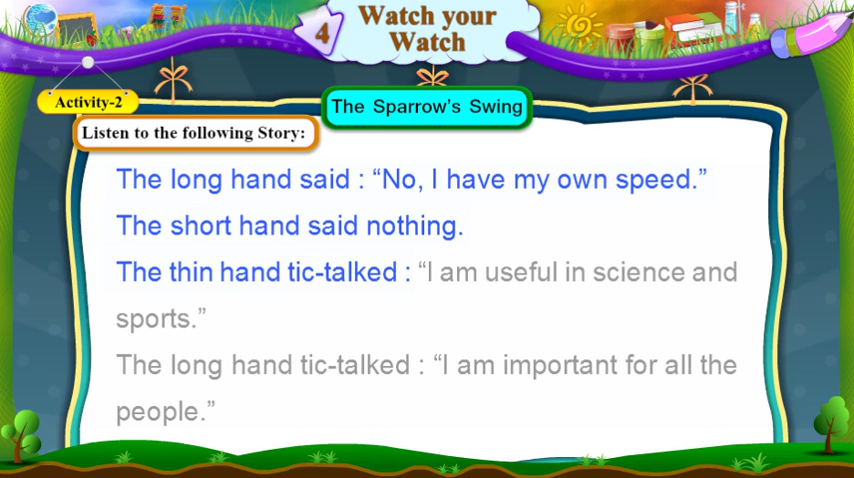 4
Watch your
Watch
Activity-2
The Sparrow's Swing
Listen to the following Story:
The long hand said : “No, I have my own speed.”
The short hand said nothing.
The thin hand tic-talked : “I am useful in science and
sports.”
The long hand tic-talked : “I am important for all the
people.”